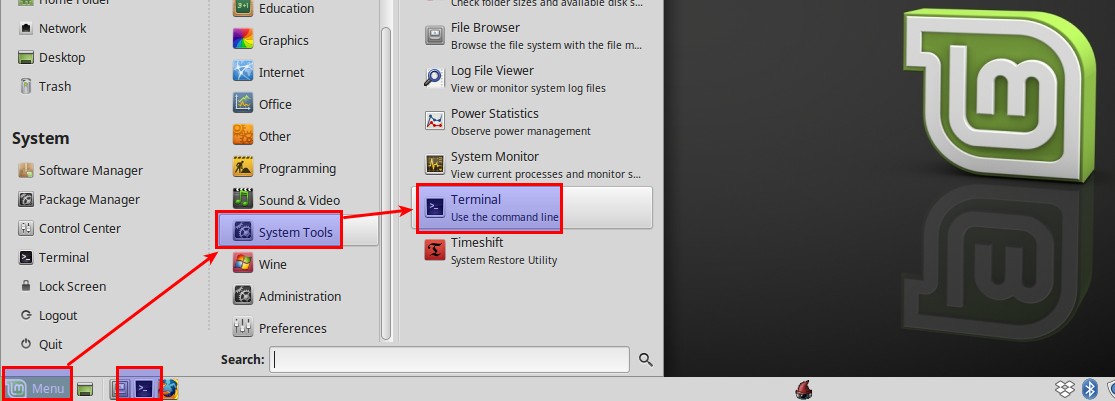 Home Folder
Network
Desktop
Trash
System
Software Manager
Package Manager
Control Center
Terminal
Lock Screen
Logout
Quit
Education
Graphics
Internet
Office
Other
Programming
Sound & Video
System Tools
Wine
Administration
Preferences
Check folder sizes and available disk s...
File Browser
Browse the file system with the file m...
Log File Viewer
View or monitor system log files
Power Statistics
Observe power management
System Monitor
View current processes and monitor s...
Terminal
Use the command line
Timeshift
System Restore Utility
Search:
Menu